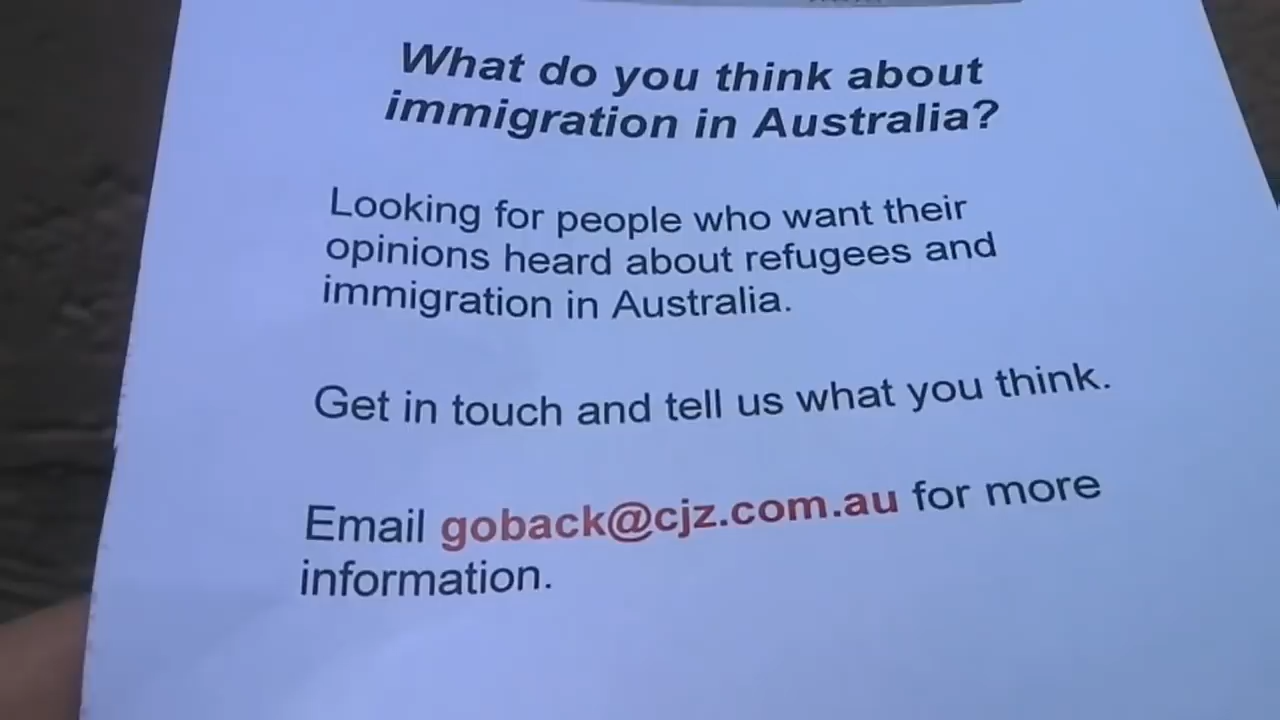 What do you think about
immigration in Australia?
Looking for people who want their
opinions heard about refugees and
immigration in Australia.
Get in touch and tell us what you think.
Email goback@cjz.com.au for more
information.